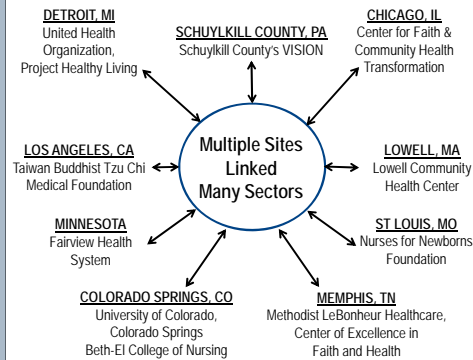 DETROIT, MI
United Health
Organization,
Project Healthy Living
SCHUYLKILL COUNTY, PA
Schuylkill County's VISION
CHICAGO, IL
Center for Faith &
Community Health
Transformation
LOS ANGELES, CA
Taiwan Buddhist Tzu Chi
Medical Foundation
Multiple Sites
Linked
Many Sectors
LOWELL, MA
Lowell Community
Health Center
MINNESOTA
Fairview Health
System
ST LOUIS, MO
Nurses for Newborns
Foundation
COLORADO SPRINGS, CO
University of Colorado,
Colorado Springs
Beth-El College of Nursing
MEMPHIS, TN
Methodist LeBonheur Healthcare,
Center of Excellence in
Faith and Health